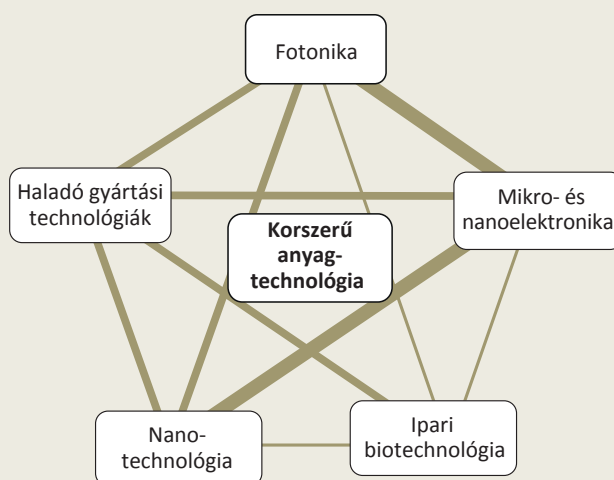 Fotonika
Haladó gyártási
technológiák
Mikro- és
nanoelektronika
Korszerű
anyag-
technológia
Nano-
technológia
Ipari
biotechnológia